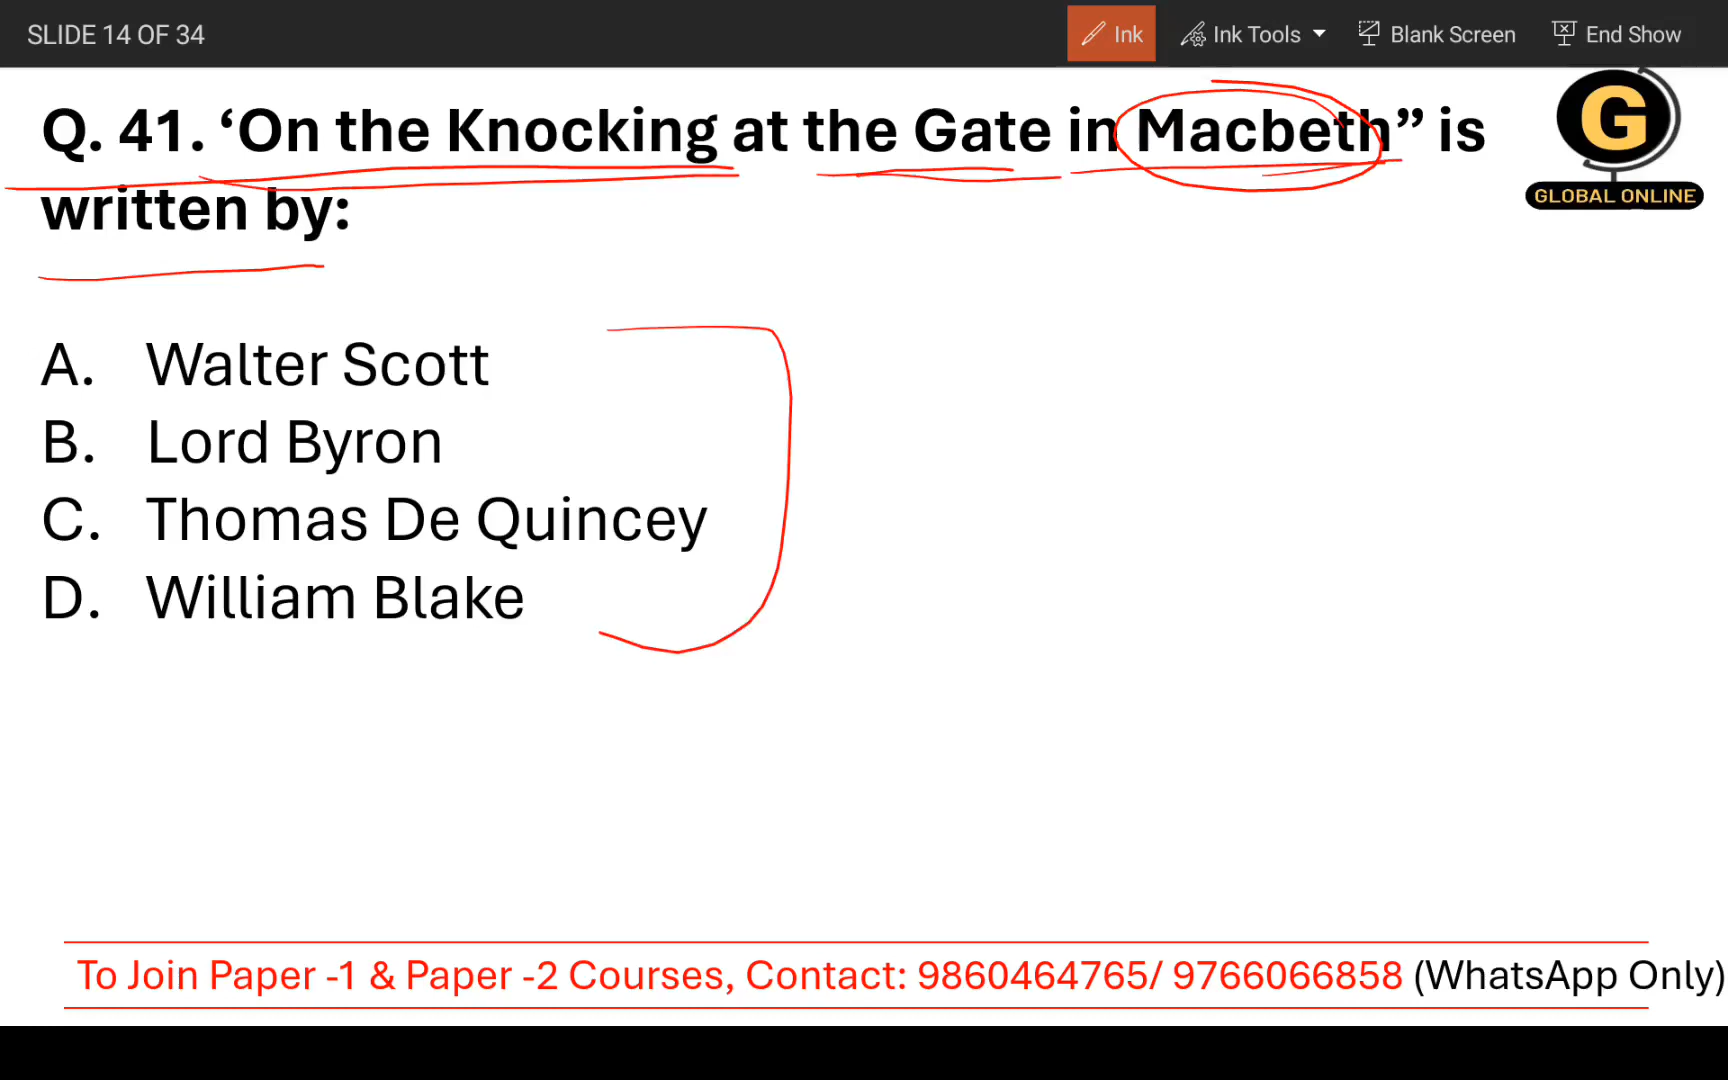 SLIDE 14 OF 34 Ink Ink Tools Blank Screen End Show
Q. 41. ‘On the Knocking at the Gate in Macbeth” is
written by:
G
GLOBAL ONLINE
A. Walter Scott
B. Lord Byron
C. Thomas De Quincey
D. William Blake
To Join Paper -1 & Paper -2 Courses, Contact: 9860464765/ 9766066858 (WhatsApp Only)